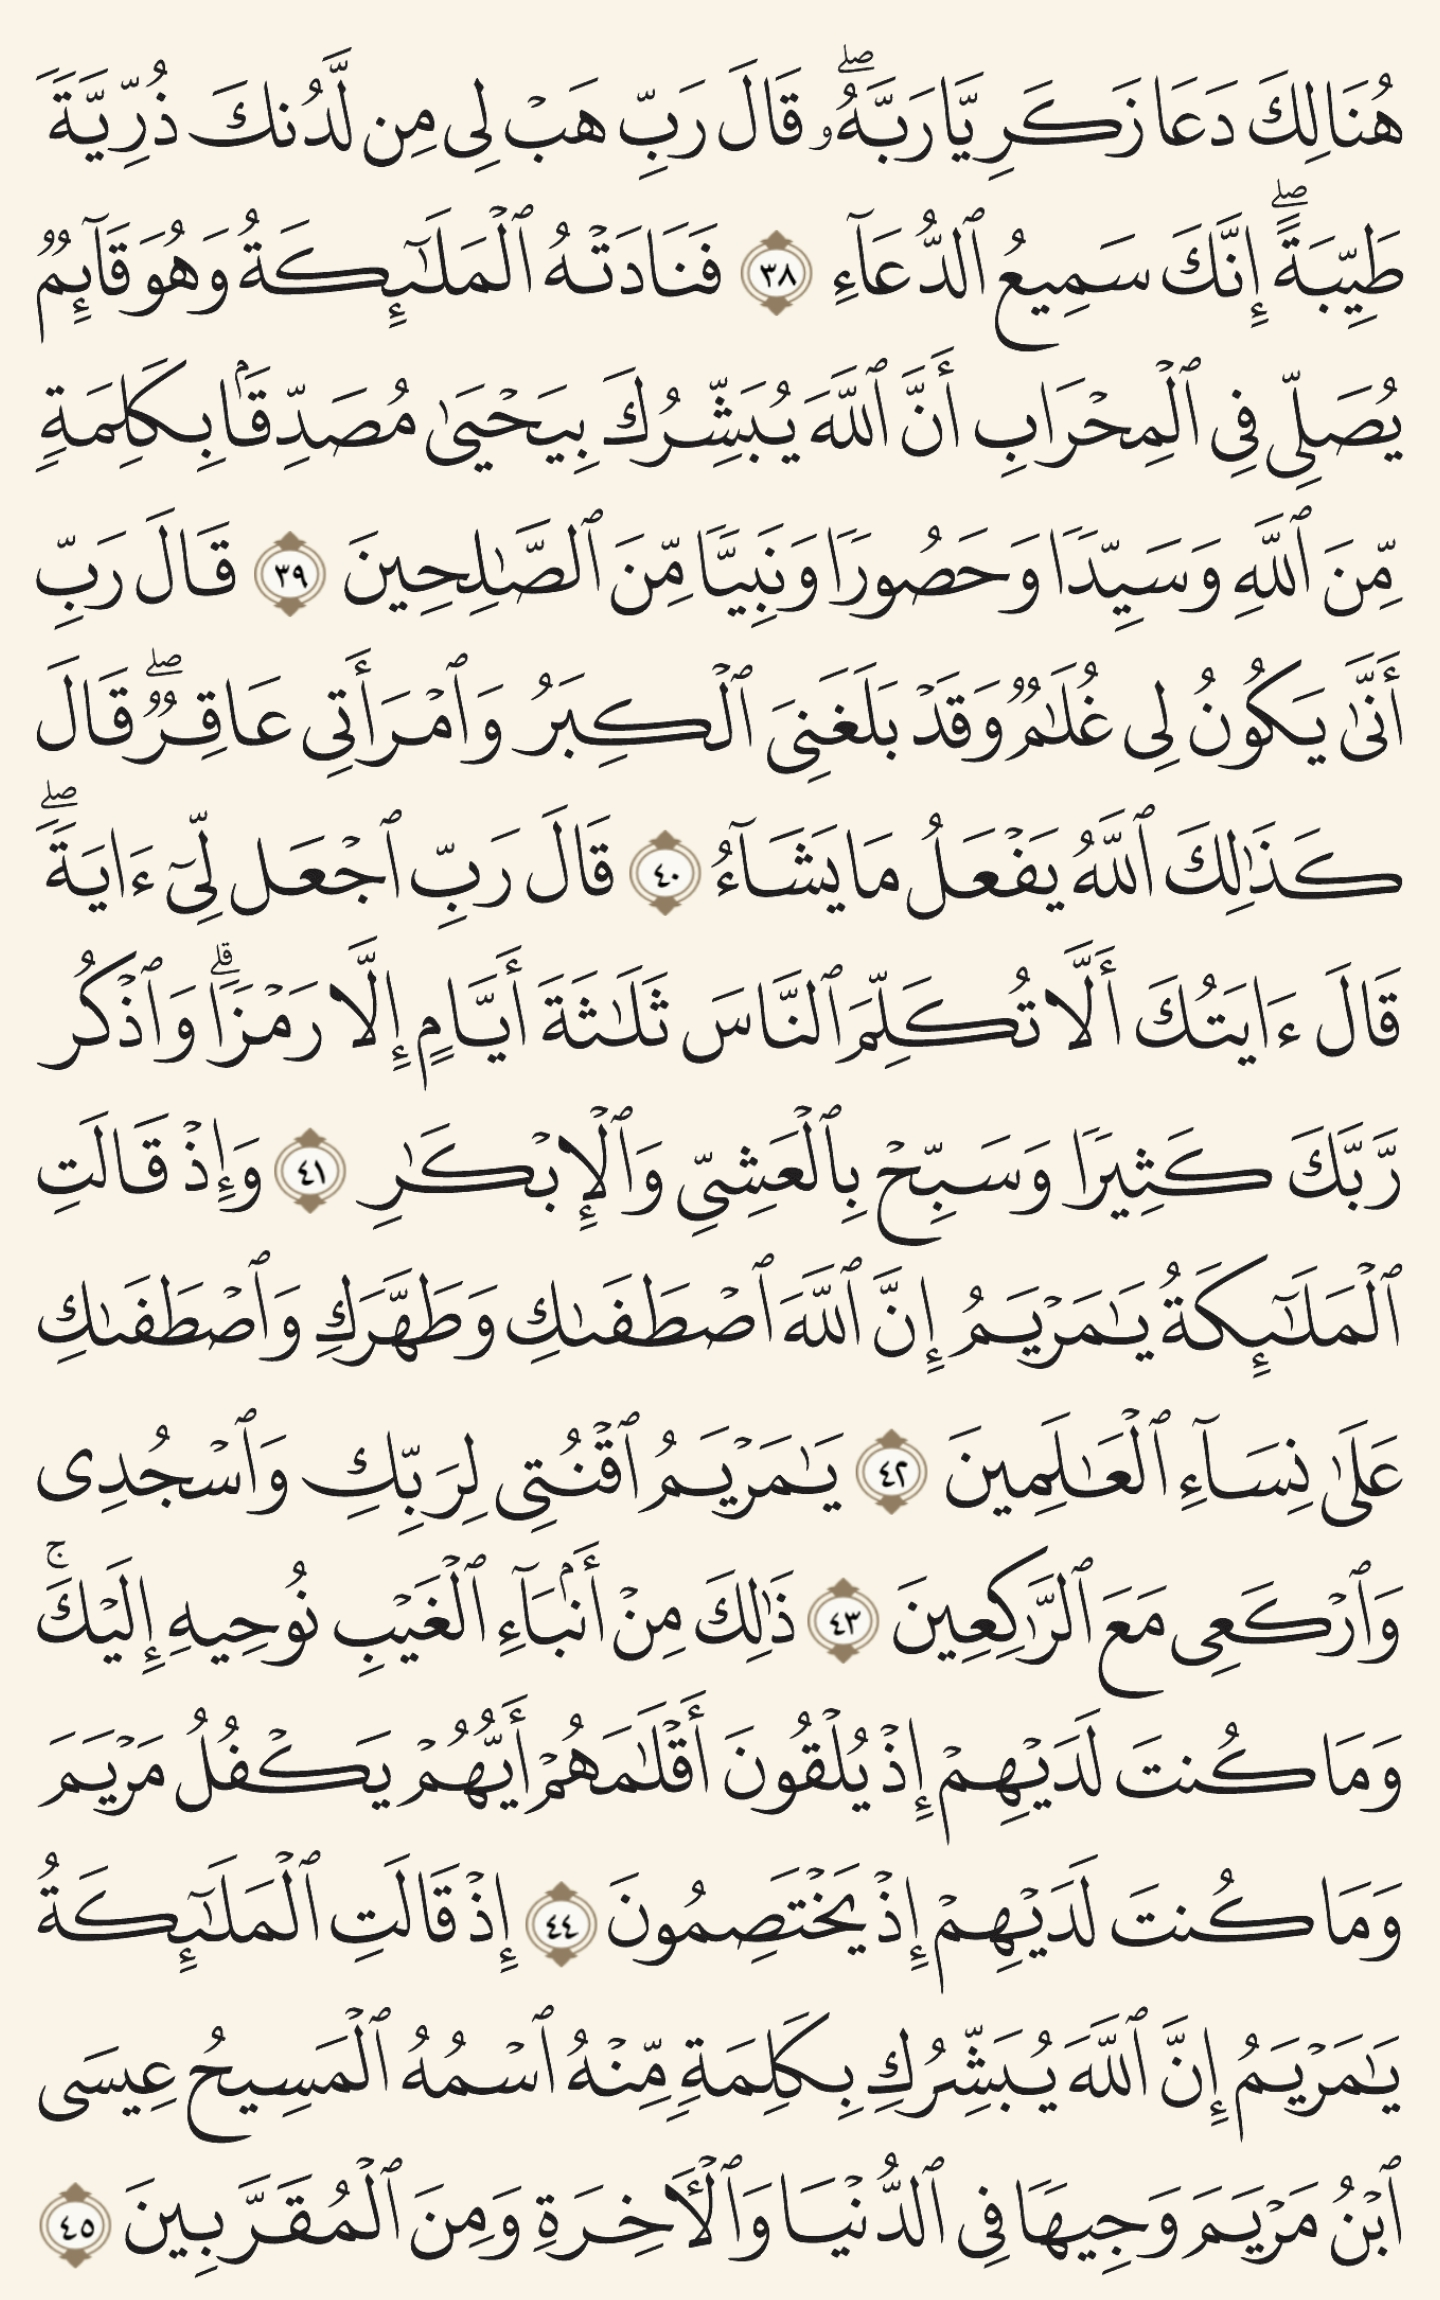 هُنَالِكَ دَعَا زَكَرِيَّا رَبَّهُۥۖ قَالَ رَبِّ هَبْ لِى مِن لَّدُنكَ ذُرِّيَّةً
طَيِّبَةًۖ إِنَّكَ سَمِيعُ ٱلدُّعَآءِ ٣٨ فَنَادَتْهُ ٱلْمَلَٰٓئِكَةُ وَهُوَ قَآئِمٌ
يُصَلِّى فِى ٱلْمِحْرَابِ أَنَّ ٱللَّهَ يُبَشِّرُكَ بِيَحْيَىٰ مُصَدِّقًۢا بِكَلِمَةٍ
مِّنَ ٱللَّهِ وَسَيِّدًا وَحَصُورًا وَنَبِيًّا مِّنَ ٱلصَّٰلِحِينَ ٣٩ قَالَ رَبِّ
أَنَّىٰ يَكُونُ لِى غُلَٰمٌ وَقَدْ بَلَغَنِىَ ٱلْكِبَرُ وَٱمْرَأَتِى عَاقِرٌۖ قَالَ
كَذَٰلِكَ ٱللَّهُ يَفْعَلُ مَا يَشَآءُ ٤٠ قَالَ رَبِّ ٱجْعَل لِّىٓ ءَايَةًۖ
قَالَ ءَايَتُكَ أَلَّا تُكَلِّمَ ٱلنَّاسَ ثَلَٰثَةَ أَيَّامٍ إِلَّا رَمْزًاۗ وَٱذْكُر
رَّبَّكَ كَثِيرًا وَسَبِّحْ بِٱلْعَشِىِّ وَٱلْإِبْكَٰرِ ٤١ وَإِذْ قَالَتِ
ٱلْمَلَٰٓئِكَةُ يَٰمَرْيَمُ إِنَّ ٱللَّهَ ٱصْطَفَىٰكِ وَطَهَّرَكِ وَٱصْطَفَىٰكِ
عَلَىٰ نِسَآءِ ٱلْعَٰلَمِينَ ٤٢ يَٰمَرْيَمُ ٱقْنُتِى لِرَبِّكِ وَٱسْجُدِى
وَٱرْكَعِى مَعَ ٱلرَّٰكِعِينَ ٤٣ ذَٰلِكَ مِنْ أَنۢبَآءِ ٱلْغَيْبِ نُوحِيهِ إِلَيْكَۚ
وَمَا كُنتَ لَدَيْهِمْ إِذْ يُلْقُونَ أَقْلَٰمَهُمْ أَيُّهُمْ يَكْفُلُ مَرْيَمَ
وَمَا كُنتَ لَدَيْهِمْ إِذْ يَخْتَصِمُونَ ٤٤ إِذْ قَالَتِ ٱلْمَلَٰٓئِكَةُ
يَٰمَرْيَمُ إِنَّ ٱللَّهَ يُبَشِّرُكِ بِكَلِمَةٍ مِّنْهُ ٱسْمُهُ ٱلْمَسِيحُ عِيسَى
ٱبْنُ مَرْيَمَ وَجِيهًا فِى ٱلدُّنْيَا وَٱلْءَاخِرَةِ وَمِنَ ٱلْمُقَرَّبِينَ ٤٥